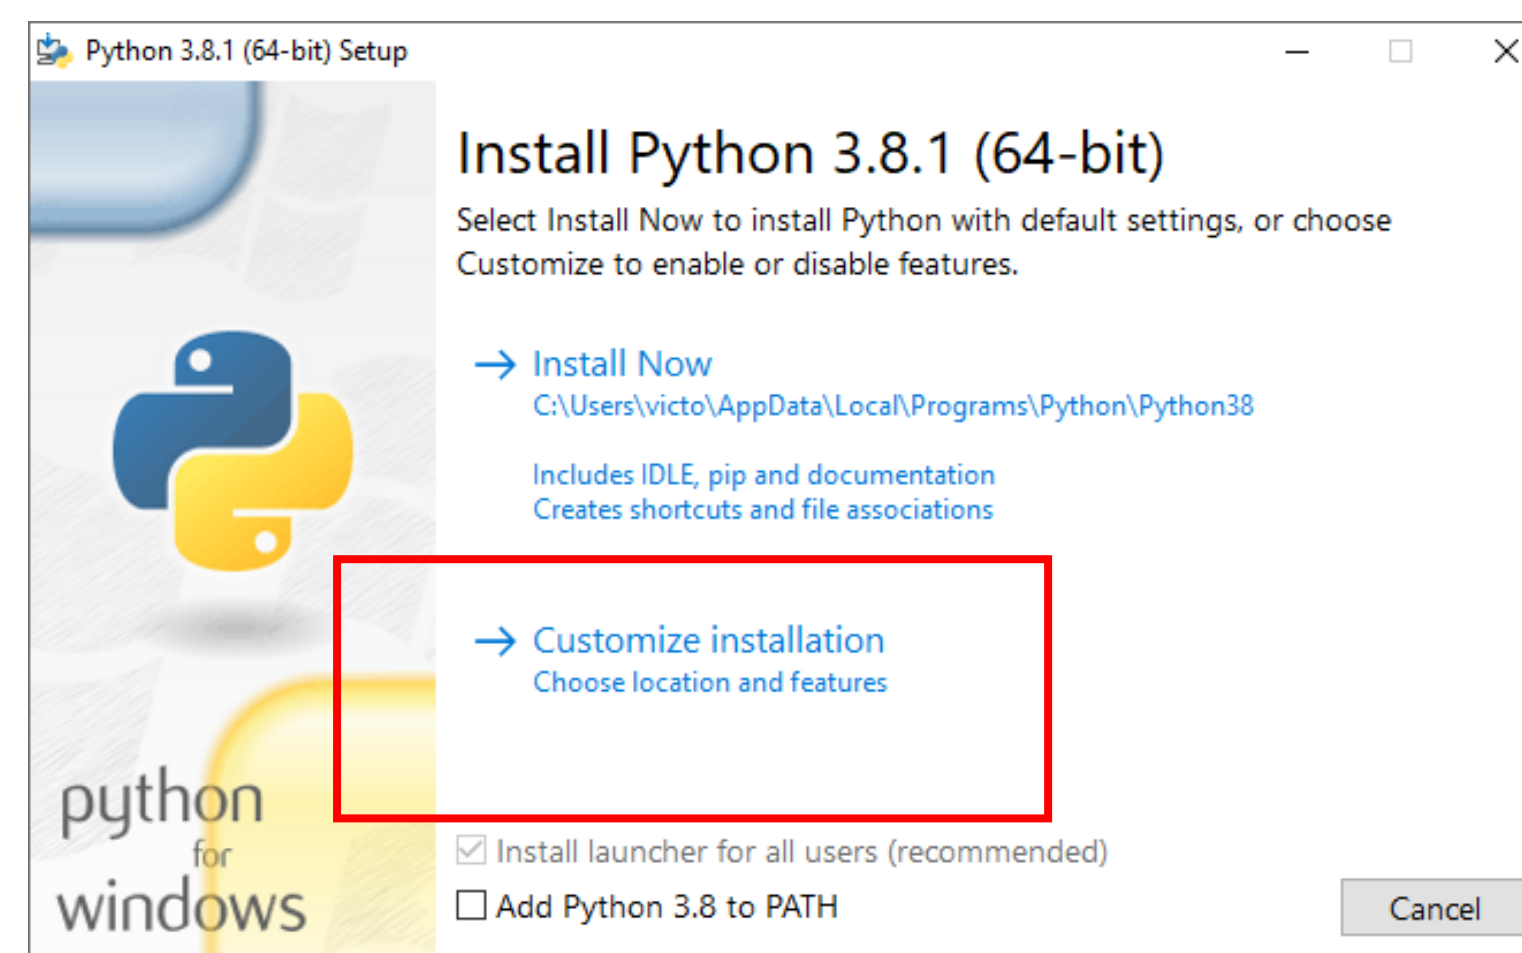 Python 3.8.1 (64-bit) Setup
Install Python 3.8.1 (64-bit)
Select Install Now to install Python with default settings, or choose
Customize to enable or disable features.
Install Now
C:\Users\victo\AppData\Local\Programs\Python\Python38
Includes IDLE, pip and documentation
Creates shortcuts and file associations
Customize installation
Choose location and features
python
for
windows
Install launcher for all users (recommended)
Add Python 3.8 to PATH
Cancel